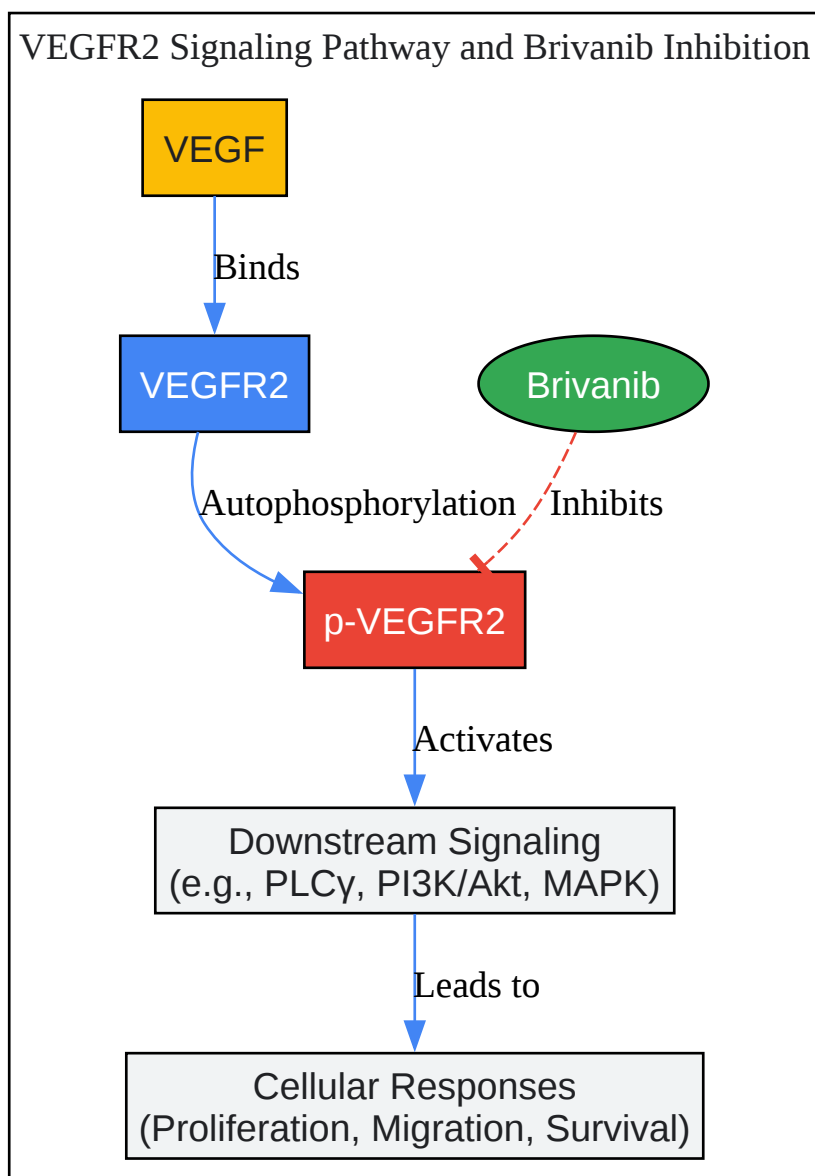 VEGFR2 Signaling Pathway and Brivanib Inhibition
VEGF
Binds
VEGFR2
Brivanib
Autophosphorylation
Inhibits
p-VEGFR2
Activates
Downstream Signaling
(e.g., PLCγ, PI3K/Akt, MAPK)
Leads to
Cellular Responses
(Proliferation, Migration, Survival)